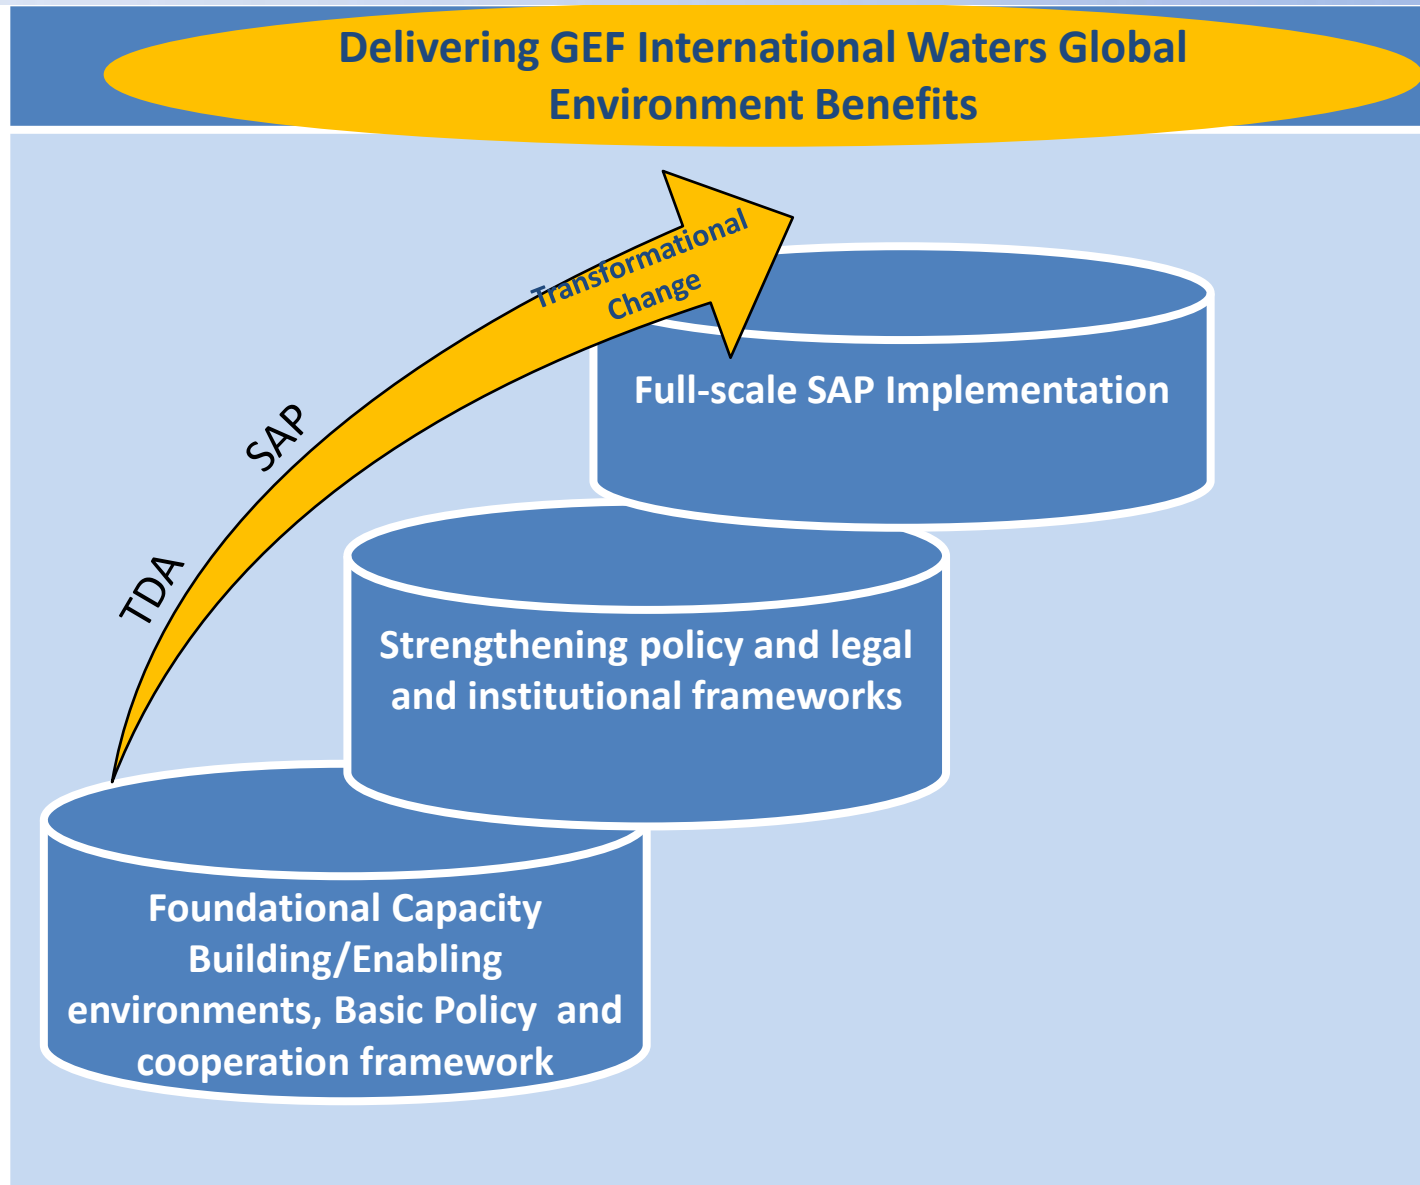 Delivering GEF International Waters Global
Environment Benefits
Transformational
Change
Full-scale SAP Implementation
SAP
TDA
Strengthening policy and legal
and institutional frameworks
Foundational Capacity
Building/Enabling
environments, Basic Policy  and
cooperation framework